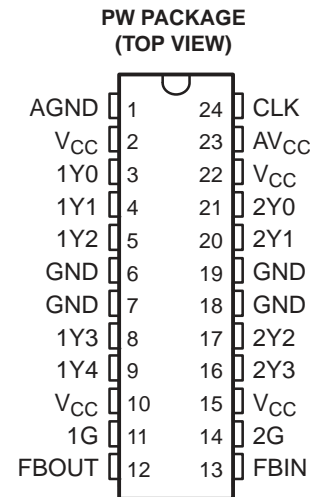 PW PACKAGE
(TOP VIEW)
AGND 1 24 CLK
VCC 2 23 AVCC
1Y0 3 22 VCC
1Y1 4 21 2Y0
1Y2 5 20 2Y1
GND 6 19 GND
GND 7 18 GND
1Y3 8 17 2Y2
1Y4 9 16 2Y3
VCC 10 15 VCC
1G 11 14 2G
FBOUT 12 13 FBIN